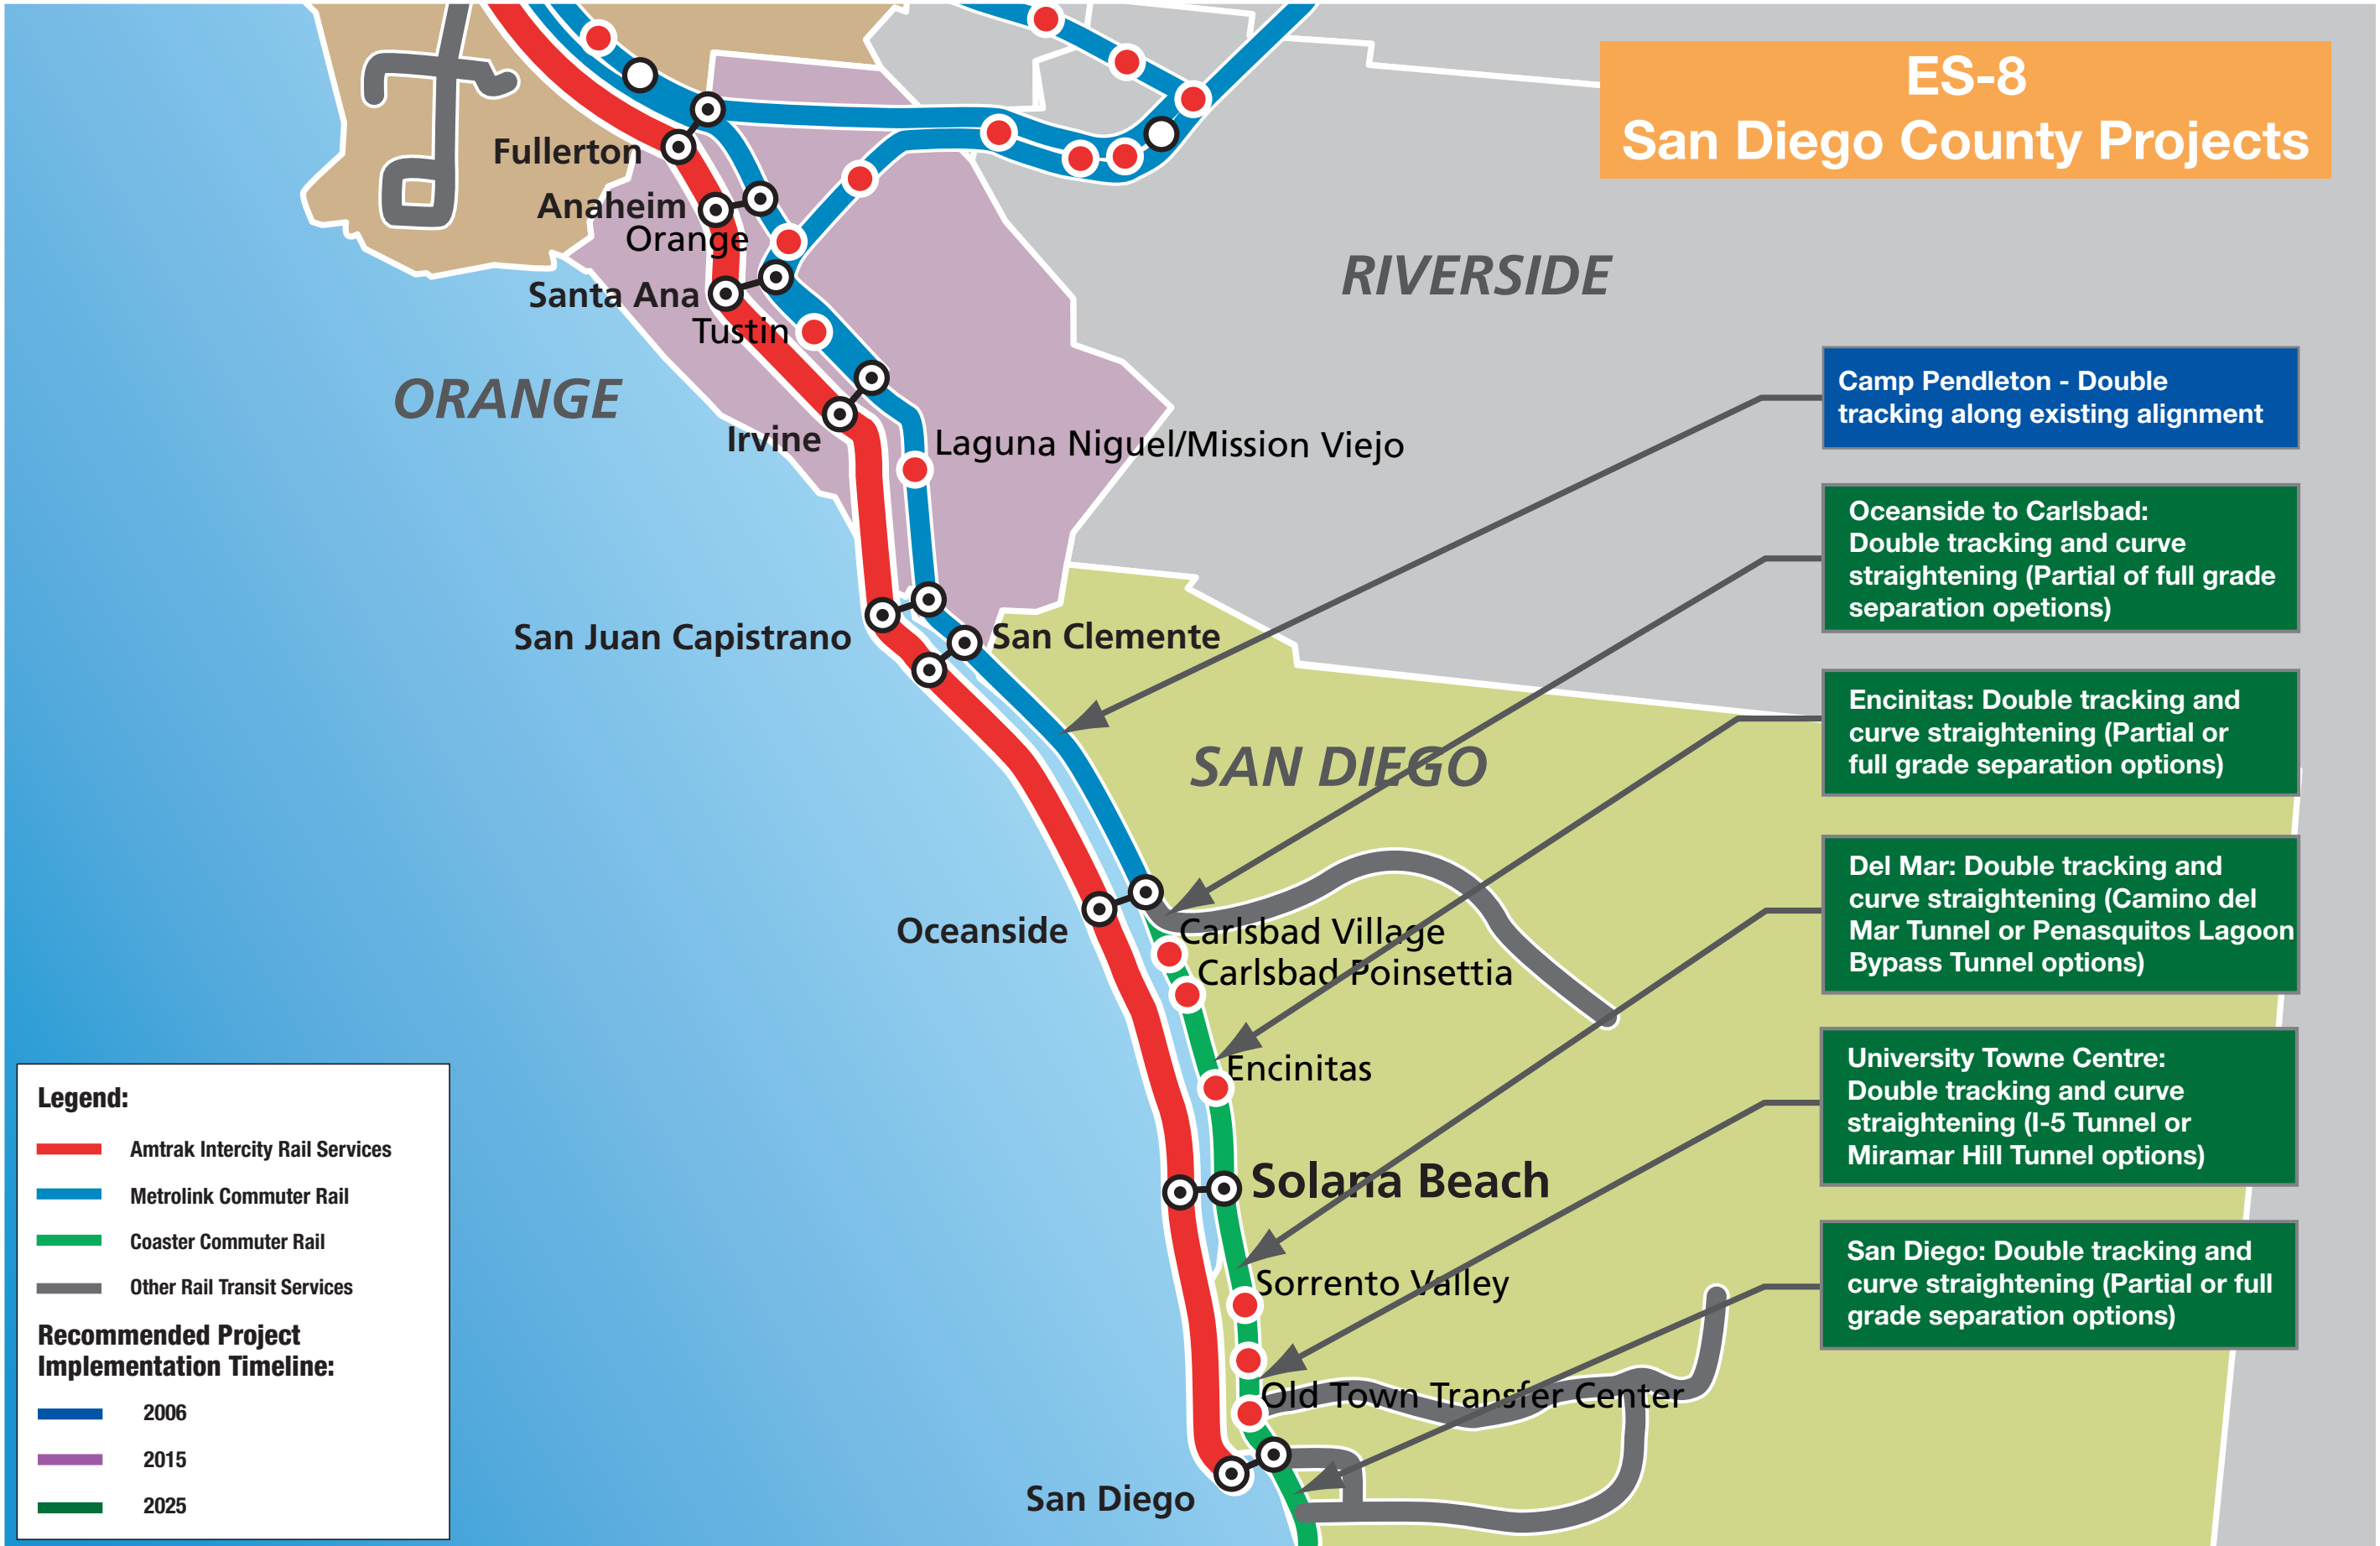 ES-8
San Diego County Projects
Fullerton
Anaheim
Orange
Santa Ana
Tustin
RIVERSIDE
ORANGE
Irvine
Laguna Niguel/Mission Viejo
Camp Pendleton - Double
tracking along existing alignment
Oceanside to Carlsbad:
Double tracking and curve
straightening (Partial of full grade
separation opetions)
San Juan Capistrano
San Clemente
Encinitas: Double tracking and
curve straightening (Partial or
full grade separation options)
SAN DIEGO
Del Mar: Double tracking and
curve straightening (Camino del
Mar Tunnel or Penasquitos Lagoon
Bypass Tunnel options)
Oceanside
Carlsbad Village
Carlsbad Poinsettia
Encinitas
University Towne Centre:
Double tracking and curve
straightening (I-5 Tunnel or
Miramar Hill Tunnel options)
Solana Beach
San Diego: Double tracking and
curve straightening (Partial or full
grade separation options)
Sorrento Valley
Old Town Transfer Center
San Diego
Legend:
Amtrak Intercity Rail Services
Metrolink Commuter Rail
Coaster Commuter Rail
Other Rail Transit Services
Recommended Project
Implementation Timeline:
2006
2015
2025